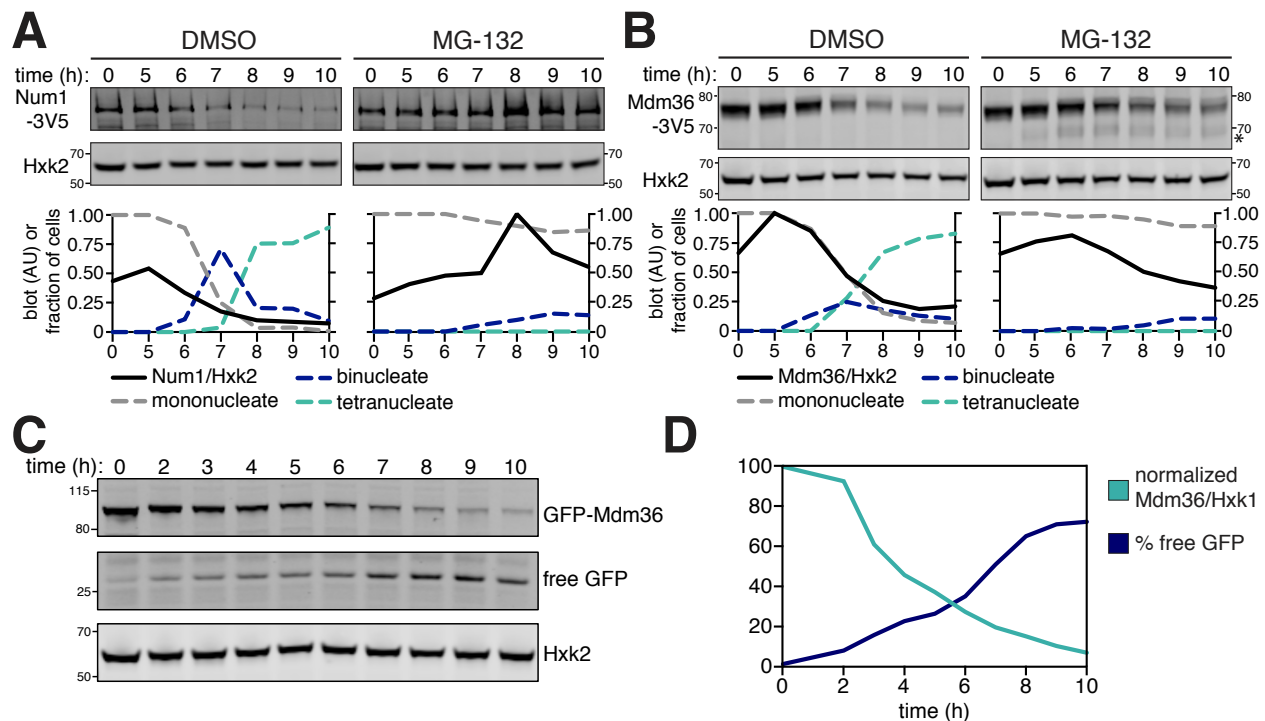 A
DMSO
MG-132
time (h): 0 5 6 7 8 9 10 0 5 6 7 8 9 10
Num1
-3V5
Hxk2
70
50
70
50
blot (AU) or
fraction of cells
1.00
0.75
0.50
0.25
0
1.00
0.75
0.50
0.25
0
0 5 6 7 8 9 10 0 5 6 7 8 9 10
Num1/Hxk2 binucleate
mononucleate tetranucleate
B
DMSO
MG-132
time (h): 0 5 6 7 8 9 10 0 5 6 7 8 9 10
Mdm36
-3V5
80
70
80
70
*
Hxk2
70
50
70
50
blot (AU) or
fraction of cells
1.00
0.75
0.50
0.25
0
1.00
0.75
0.50
0.25
0
0 5 6 7 8 9 10 0 5 6 7 8 9 10
Mdm36/Hxk2 binucleate
mononucleate tetranucleate
C
time (h): 0 2 3 4 5 6 7 8 9 10
115
80
GFP-Mdm36
25
free GFP
70
50
Hxk2
D
100
80
60
40
20
0
0 2 4 6 8 10
time (h)
normalized
Mdm36/Hxk1
% free GFP